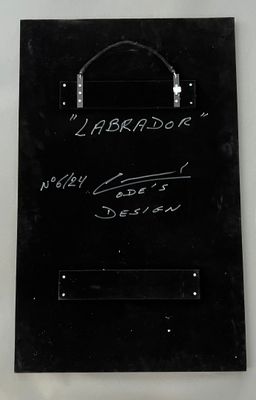 "LABRADOR"
Nº6/24
ODE'S
DESIGN